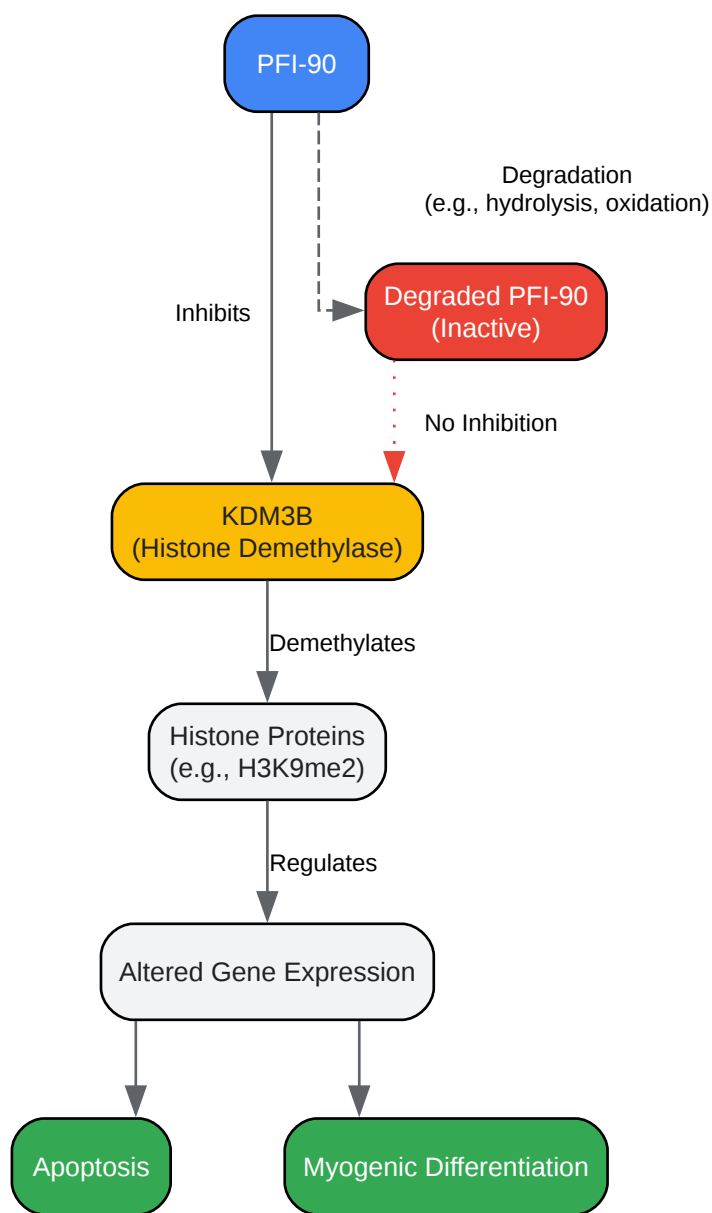 PFI-90
Degradation
(e.g., hydrolysis, oxidation)
Degraded PFI-90
(Inactive)
Inhibits
No Inhibition
KDM3B
(Histone Demethylase)
Demethylates
Histone Proteins
(e.g., H3K9me2)
Regulates
Altered Gene Expression
Apoptosis
Myogenic Differentiation